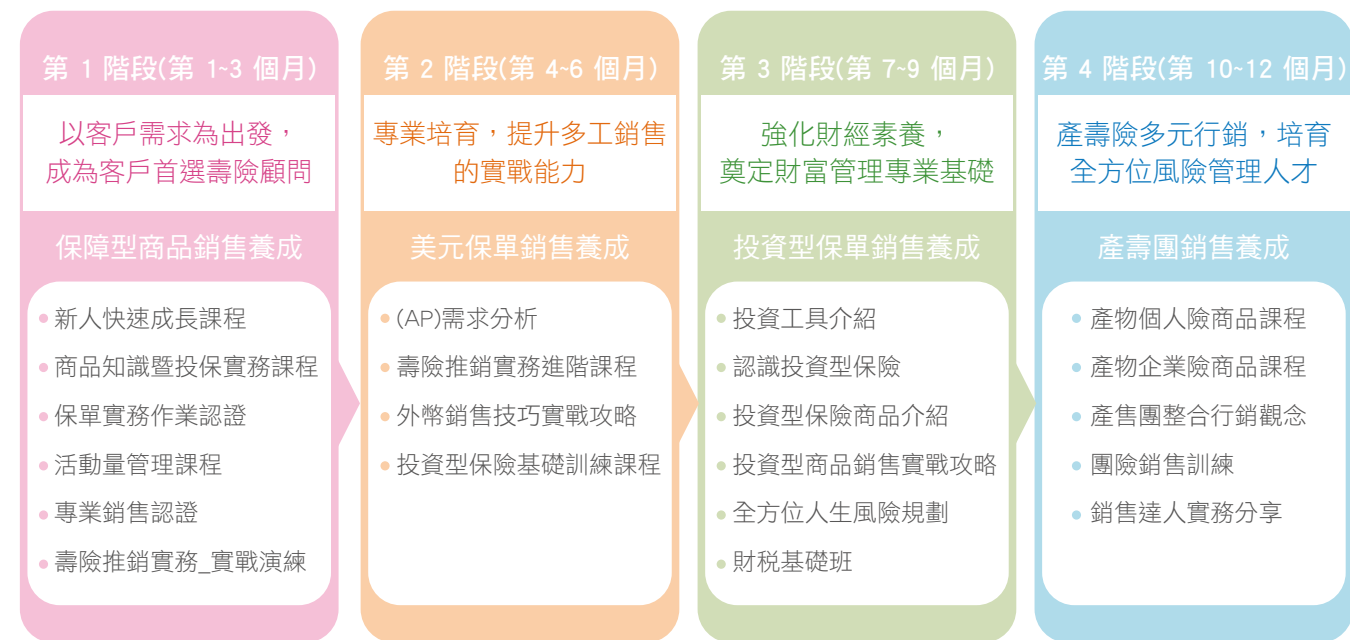 第 1 階段(第 1~3 個月)
以客戶需求為出發，
成為客戶首選壽險顧問
保障型商品銷售養成
新人快速成長課程
商品知識暨投保實務課程
保單實務作業認證
活動量管理課程
專業銷售認證
壽險推銷實務_實戰演練
第 2 階段(第 4~6 個月)
專業培育，提升多工銷售
的實戰能力
美元保單銷售養成
(AP)需求分析
壽險推銷實務進階課程
外幣銷售技巧實戰攻略
投資型保險基礎訓練課程
第 3 階段(第 7~9 個月)
強化財經素養，
奠定財富管理專業基礎
投資型保單銷售養成
投資工具介紹
認識投資型保險
投資型保險商品介紹
投資型商品銷售實戰攻略
全方位人生風險規劃
財稅基礎班
第 4 階段(第 10~12 個月)
產壽險多元行銷，培育
全方位風險管理人才
產壽團銷售養成
產物個人險商品課程
產物企業險商品課程
產售團整合行銷觀念
團險銷售訓練
銷售達人實務分享